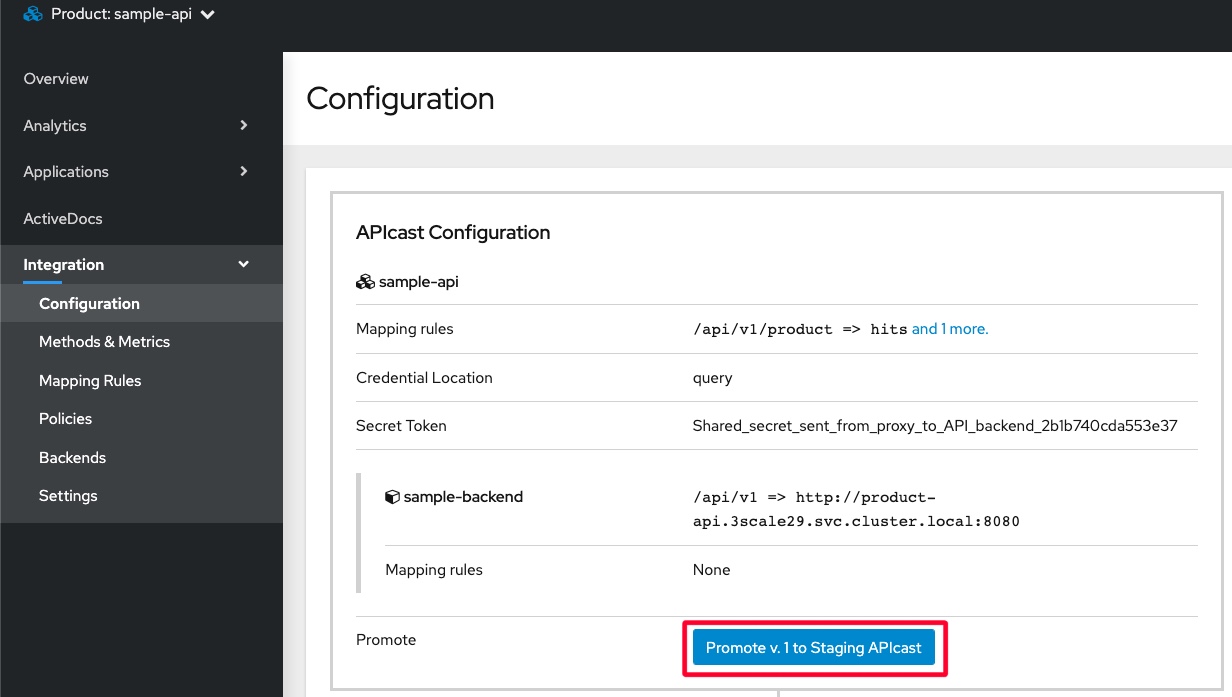 Product: sample-api
Overview
Analytics
Applications
ActiveDocs
Integration
Configuration
Methods & Metrics
Mapping Rules
Policies
Backends
Settings
Configuration
APIcast Configuration
sample-api
Mapping rules /api/v1/product => hits and 1 more.
Credential Location query
Secret Token Shared_secret_sent_from_proxy_to_API_backend_2b1b740cda553e37
sample-backend /api/v1 => http://product-
api.3scale29.svc.cluster.local:8080
Mapping rules None
Promote Promote v. 1 to Staging APIcast